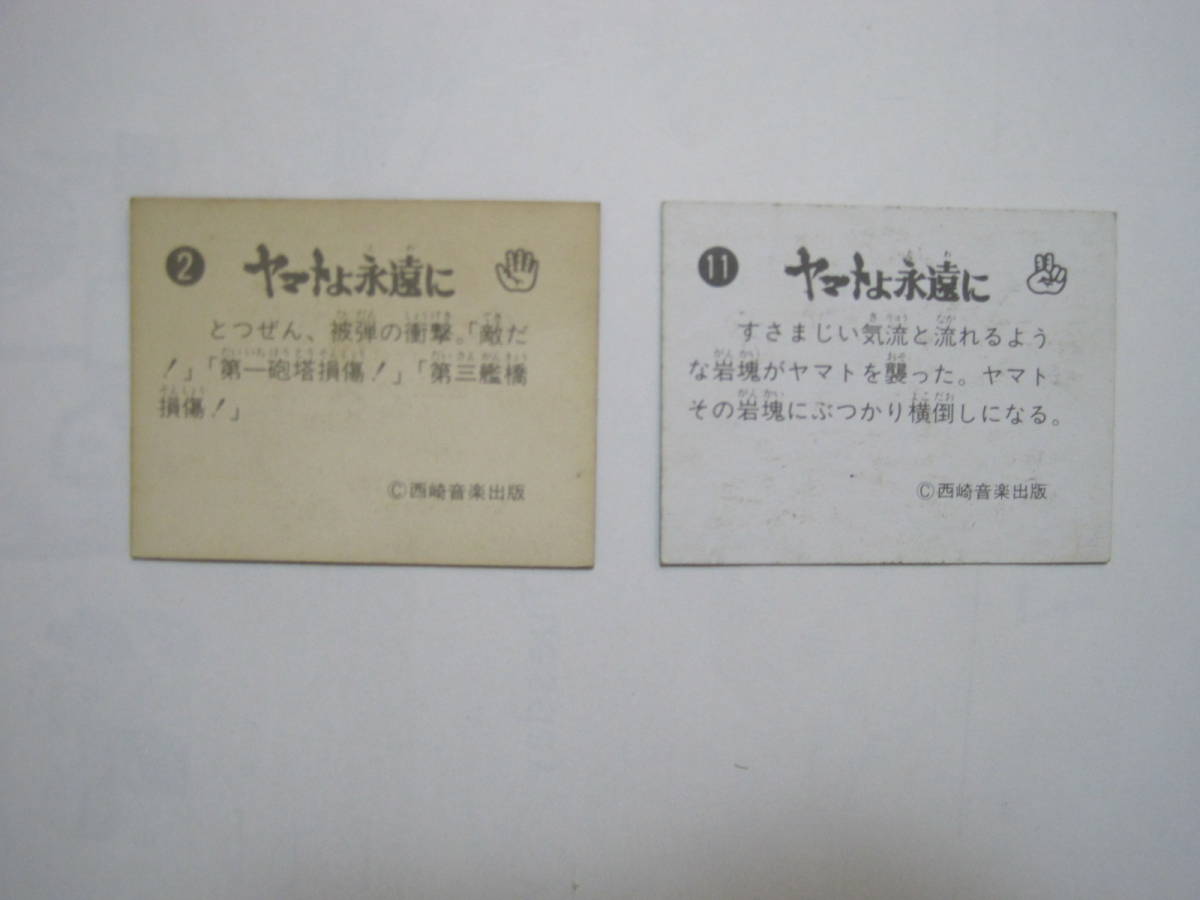 2
ヤマトよ永遠に
とつぜん、被弾の衝撃。「敵だ
！」「第一砲塔損傷！」「第三艦橋
損傷！」
Ⓒ西崎音楽出版
11
ヤマトよ永遠に
すさまじい気流と流れるよう
な岩塊がヤマトを襲った。ヤマト
その岩塊にぶつかり横倒しになる。
Ⓒ西崎音楽出版